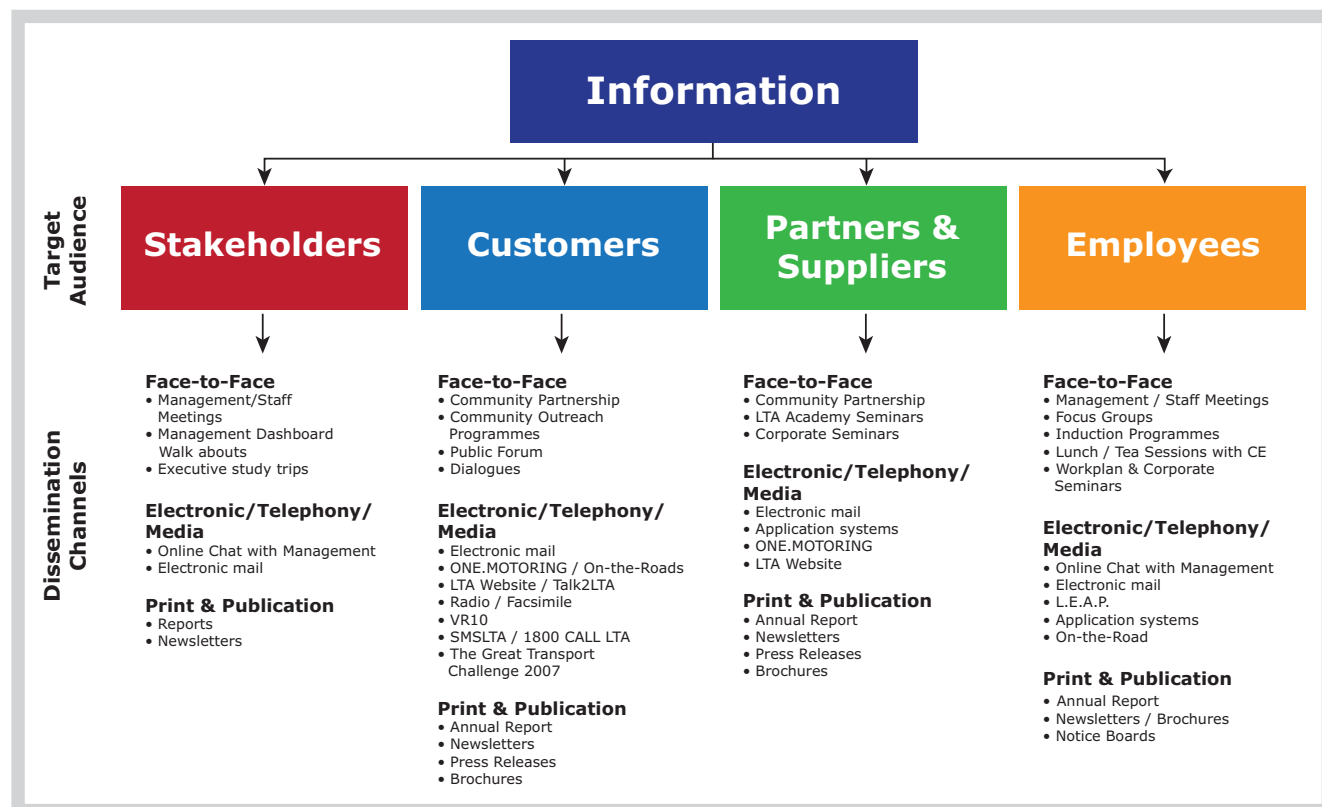 Information
Target
Audience
Stakeholders
Customers
Partners &
Suppliers
Employees
Dissemination
Channels
Face-to-Face
• Management/Staff
Meetings
• Management Dashboard
Walk abouts
• Executive study trips
Electronic/Telephony/
Media
• Online Chat with Management
• Electronic mail
Print & Publication
• Reports
• Newsletters
Face-to-Face
• Community Partnership
• Community Outreach
Programmes
• Public Forum
• Dialogues
Electronic/Telephony/
Media
• Electronic mail
• ONE.MOTORING / On-the-Roads
• LTA Website / Talk2LTA
• Radio / Facsimile
• VR10
• SMSLTA / 1800 CALL LTA
• The Great Transport
Challenge 2007
Print & Publication
• Annual Report
• Newsletters
• Press Releases
• Brochures
Face-to-Face
• Community Partnership
• LTA Academy Seminars
• Corporate Seminars
Electronic/Telephony/
Media
• Electronic mail
• Application systems
• ONE.MOTORING
• LTA Website
Print & Publication
• Annual Report
• Newsletters
• Press Releases
• Brochures
Face-to-Face
• Management / Staff Meetings
• Focus Groups
• Induction Programmes
• Lunch / Tea Sessions with CE
• Workplan & Corporate
Seminars
Electronic/Telephony/
Media
• Online Chat with Management
• Electronic mail
• L.E.A.P.
• Application systems
• On-the-Road
Print & Publication
• Annual Report
• Newsletters / Brochures
• Notice Boards